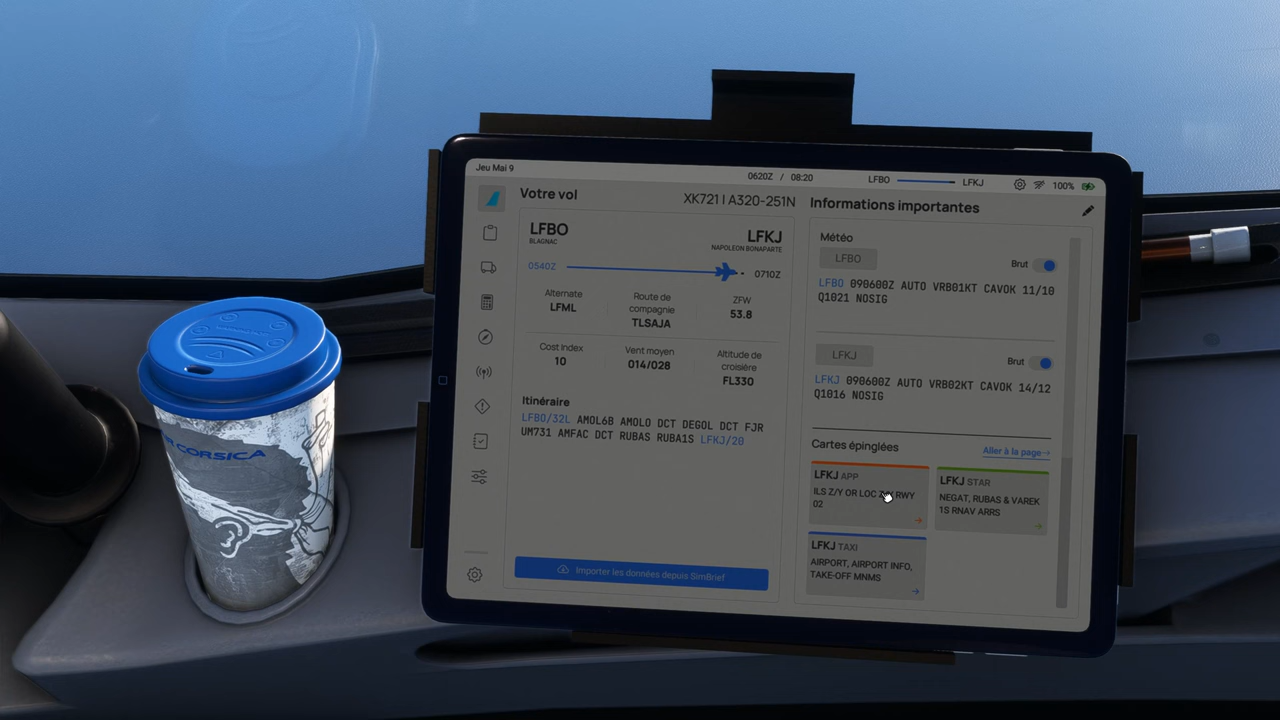 Jeu Mai 9
0620Z / 08:20
LFBO LFKJ
100%
Votre vol
XK721 | A320-251N
LFBO
BLAGNAC
LFKJ
NAPOLEON BONAPARTE
0540Z
0710Z
Alternate
LFML
Route de
compagnie
TLSAJA
ZFW
53.8
Cost Index
10
Vent moyen
014/028
Altitude de
croisière
FL330
Itinéraire
LFBO/32L AMOL6B AMOLO DCT DEGOL DCT FJR
UM731 AMFAC DCT RUBAS RUBA1S LFKJ/20
Importer les données depuis SimBrief
Informations importantes
Météo
LFBO
Brut
LFBO 090600Z AUTO VRB01KT CAVOK 11/10
Q1021 NOSIG
LFKJ
Brut
LFKJ 090600Z AUTO VRB02KT CAVOK 14/12
Q1016 NOSIG
Cartes épinglées
Aller à la page
LFKJ APP
ILS Z/Y OR LOC RWY
02
LFKJ STAR
NEGAT, RUBAS & VAREK
1S RNAV ARRS
LFKJ TAXI
AIRPORT, AIRPORT INFO,
TAKE-OFF MNMS
CORSICA